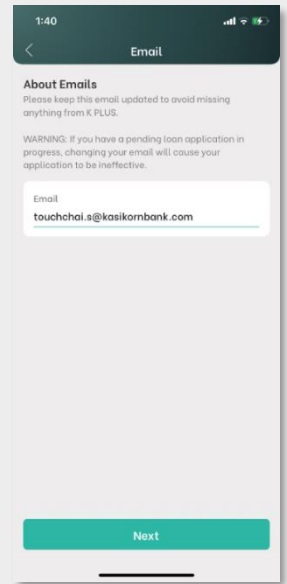 1:40
Email
About Emails
Please keep this email updated to avoid missing
anything from K PLUS.
WARNING: If you have a pending loan application in
progress, changing your email will cause your
application to be ineffective.
Email
touchchai.s@kasikornbank.com
Next